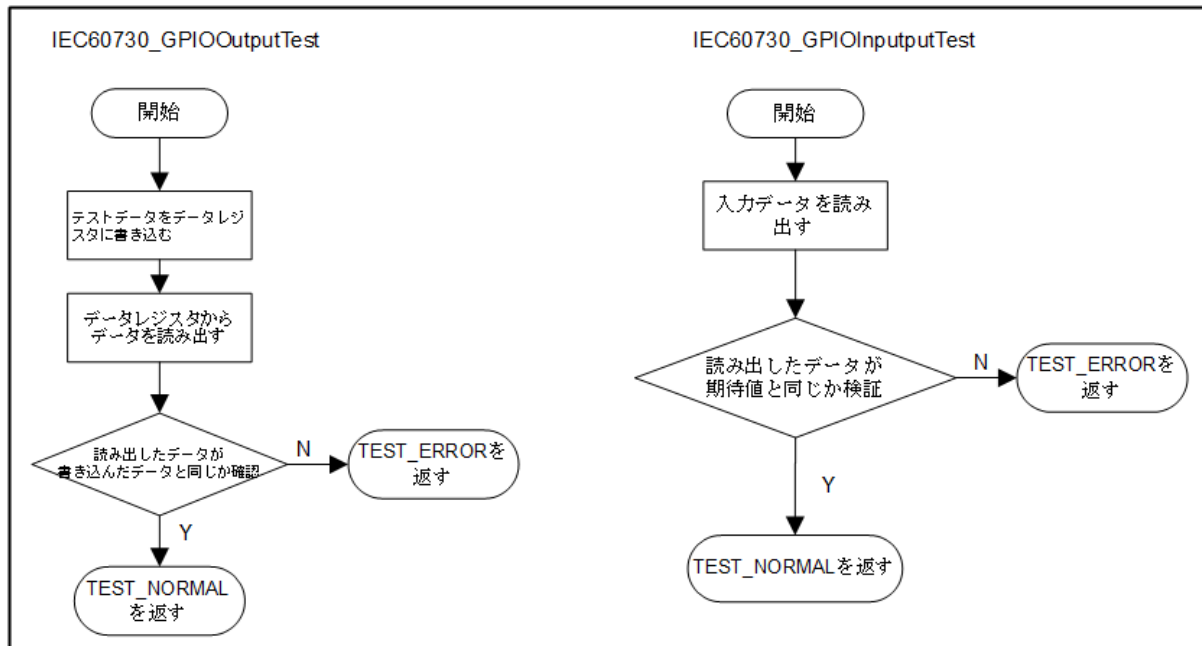 IEC60730_GPIOOutputTest
開始
テストデータをデータレジ
スタに書き込む
データレジスタから
データを読み出す
読み出したデータが
書き込んだデータと同じか確認
N
TEST_ERRORを
返す
Y
TEST_NORMAL
を返す
IEC60730_GPIOInputputTest
開始
入力データを読み
出す
読み出したデータが
期待値と同じか検証
N
TEST_ERRORを
返す
Y
TEST_NORMALを返す